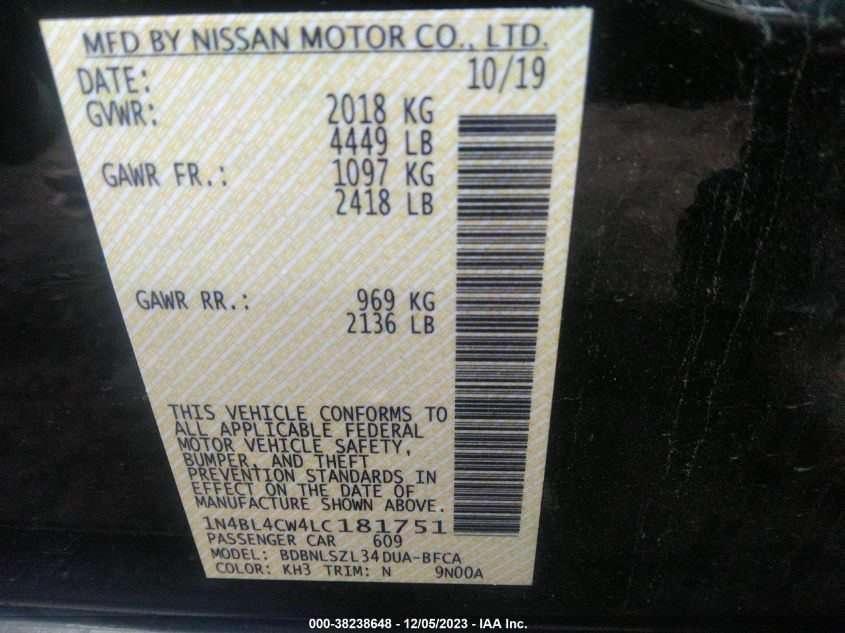 MFD BY NISSAN MOTOR CO., LTD.
DATE: 10/19
GVWR: 2018 KG
4449 LB
GAWR FR.: 1097 KG
2418 LB
GAWR RR.: 969 KG
2136 LB
THIS VEHICLE CONFORMS TO
ALL APPLICABLE FEDERAL
MOTOR VEHICLE SAFETY,
BUMPER, AND THEFT
PREVENTION STANDARDS IN
EFFECT ON THE DATE OF
MANUFACTURE SHOWN ABOVE.
1N4BL4CW4LC181751
PASSENGER CAR 609
MODEL: BDBNLSZL34DUA-BFCA
COLOR: KH3 TRIM: N 9N00A
000-38238648 - 12/05/2023 - IAA Inc.